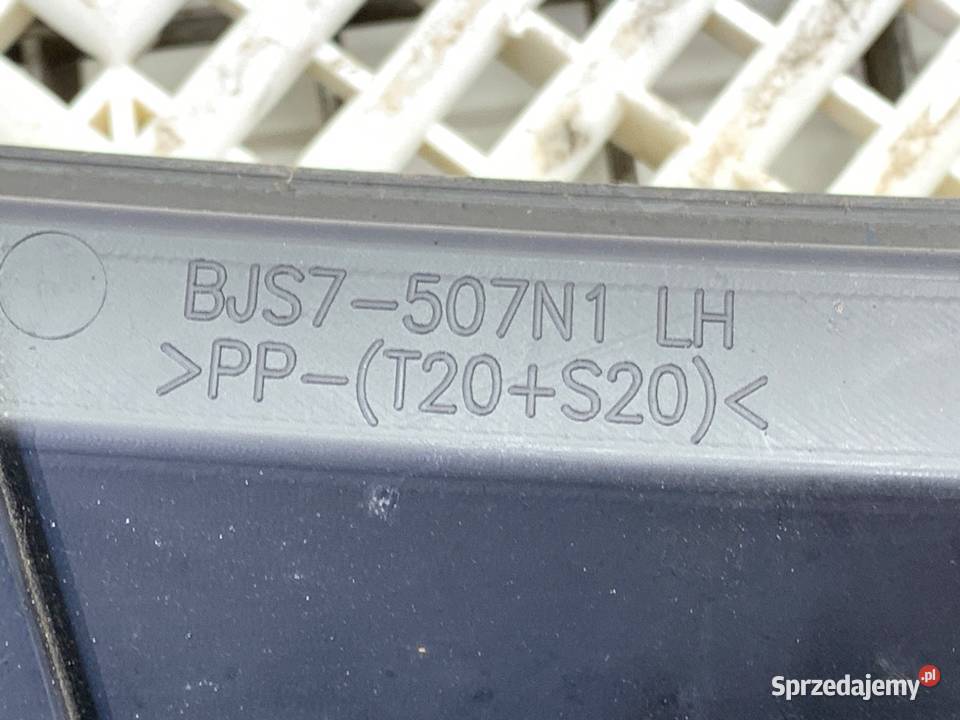 BJS7-507N1 LH
>PP-(T20+S20)<
Sprzedajemy.pl